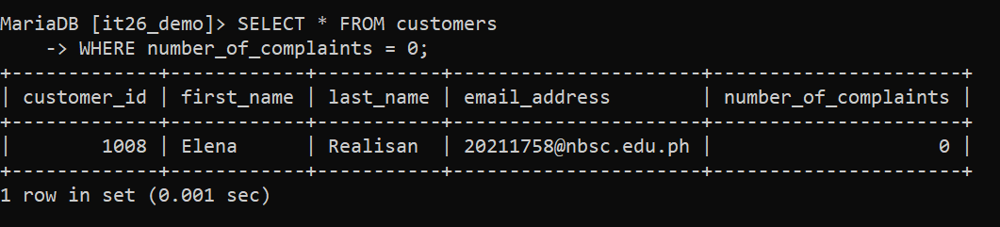 MariaDB [it26_demo]> SELECT * FROM customers
    -> WHERE number_of_complaints = 0;
+-------------+------------+-----------+----------------------+----------------------+
| customer_id | first_name | last_name | email_address        | number_of_complaints |
+-------------+------------+-----------+----------------------+----------------------+
|        1008 | Elena      | Realisan  | 20211758@nbsc.edu.ph |                    0 |
+-------------+------------+-----------+----------------------+----------------------+
1 row in set (0.001 sec)